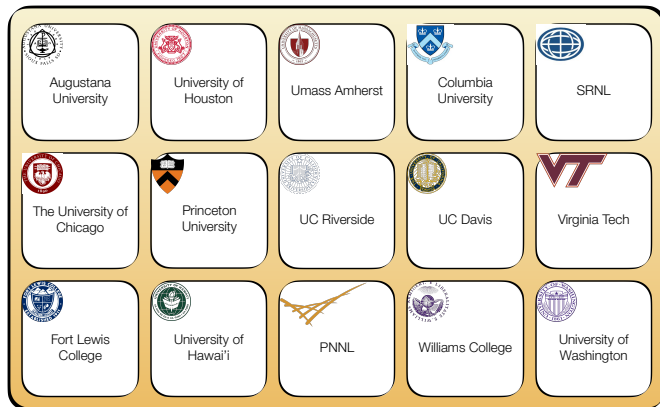 Augustana
University
University of
Houston
Umass Amherst
Columbia
University
SRNL
The University of
Chicago
Princeton
University
UC Riverside
UC Davis
VT
Virginia Tech
Fort Lewis
College
University of
Hawai'i
PNNL
Williams College
University of
Washington